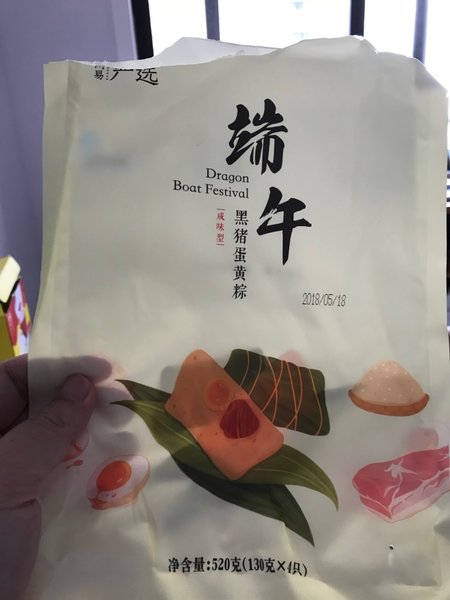 易 严选
端午
Dragon
Boat Festival
黑猪蛋黄粽
咸味型
2018/05/18
净含量:520克(130克×4只)